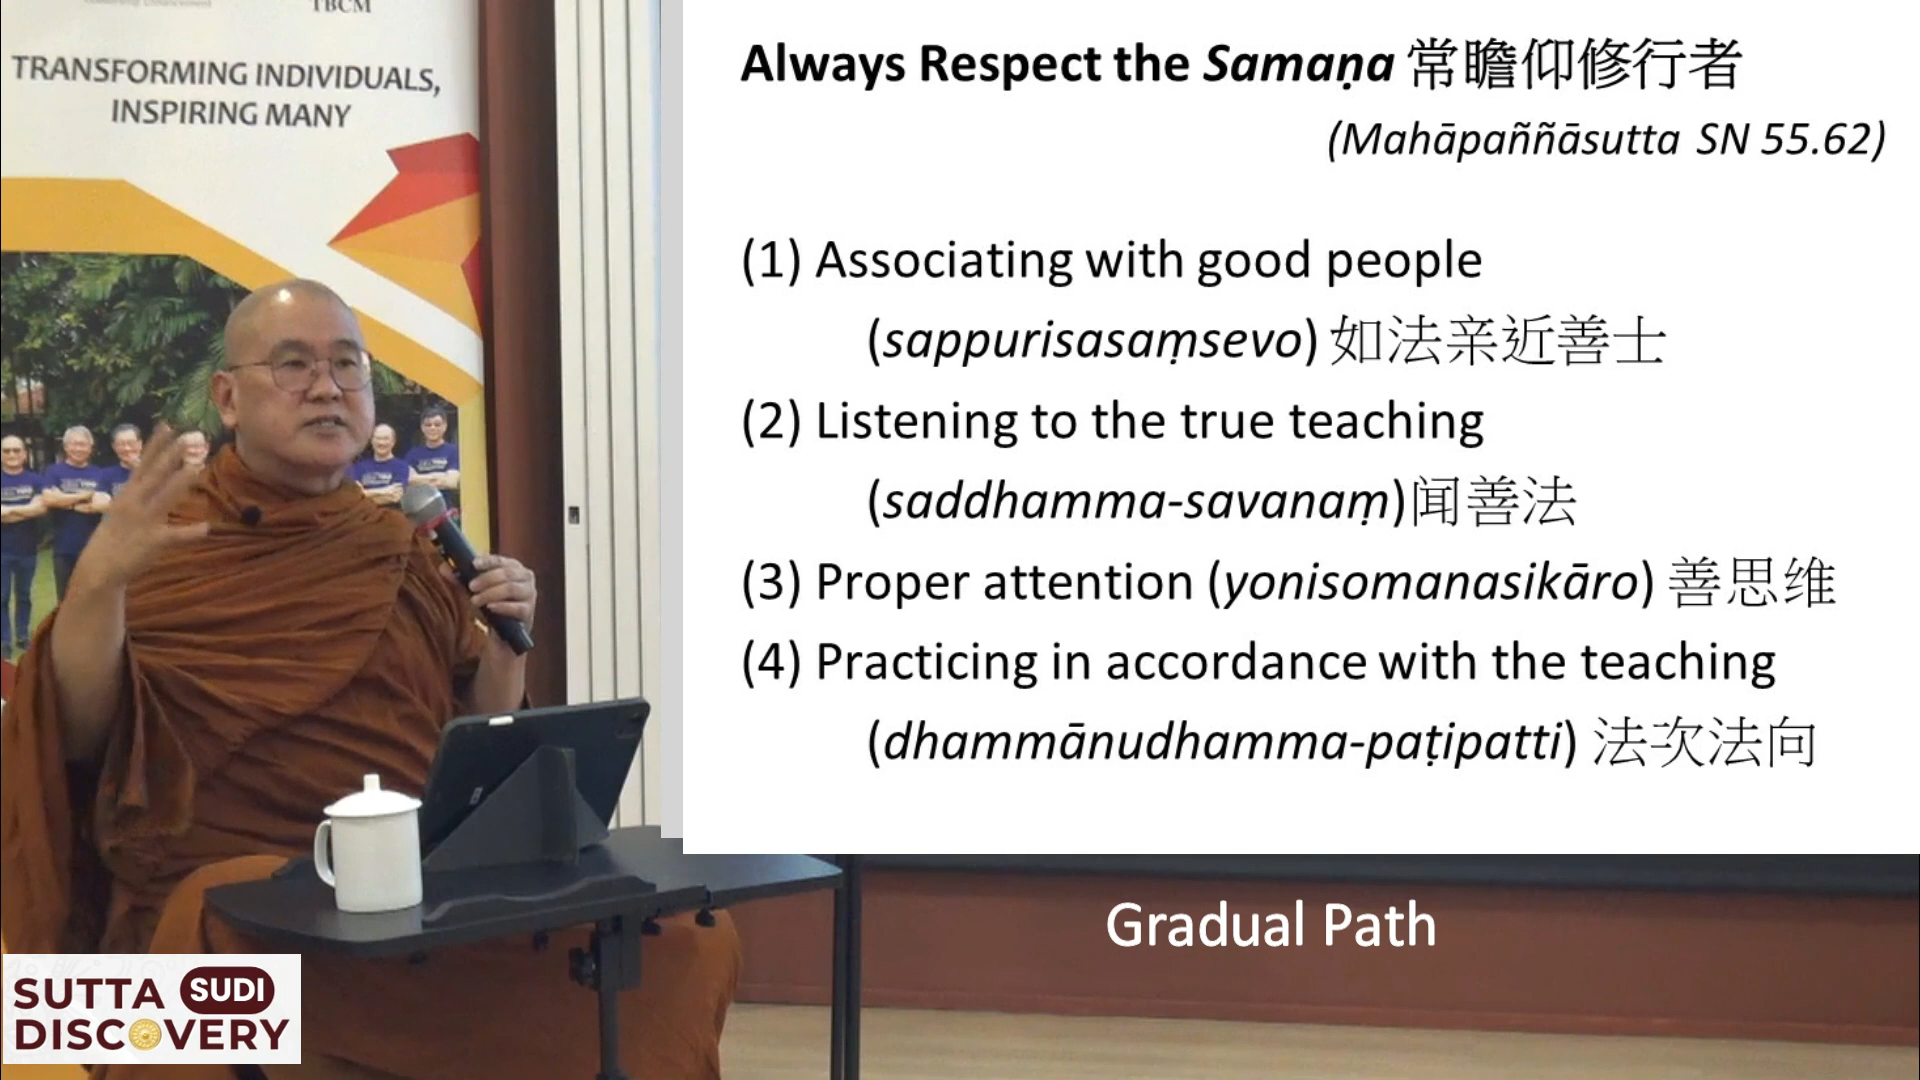 TBCM
TRANSFORMING INDIVIDUALS,
INSPIRING MANY
Always Respect the Samaṇa 常瞻仰修行者
(Mahāpaññāsutta SN 55.62)
(1) Associating with good people
(sappurisasaṃsevo) 如法亲近善士
(2) Listening to the true teaching
(saddhamma-savanaṃ)闻善法
(3) Proper attention (yonisomanasikāro) 善思维
(4) Practicing in accordance with the teaching
(dhammānudhamma-paṭipatti) 法次法向
Gradual Path
SUTTA SUDI
DISCOVERY